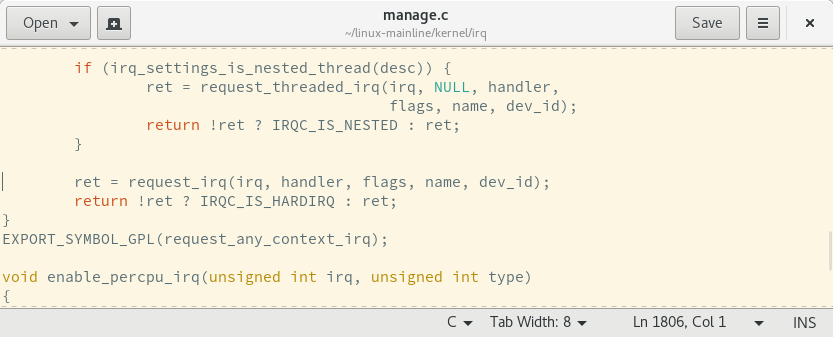 Open
manage.c
~/linux-mainline/kernel/irq
Save
if (irq_settings_is_nested_thread(desc)) {
ret = request_threaded_irq(irq, NULL, handler,
flags, name, dev_id);
return !ret ? IRQC_IS_NESTED : ret;
}
ret = request_irq(irq, handler, flags, name, dev_id);
return !ret ? IRQC_IS_HARDIRQ : ret;
}
EXPORT_SYMBOL_GPL(request_any_context_irq);
void enable_percpu_irq(unsigned int irq, unsigned int type)
{
C Tab Width: 8 Ln 1806, Col 1 INS